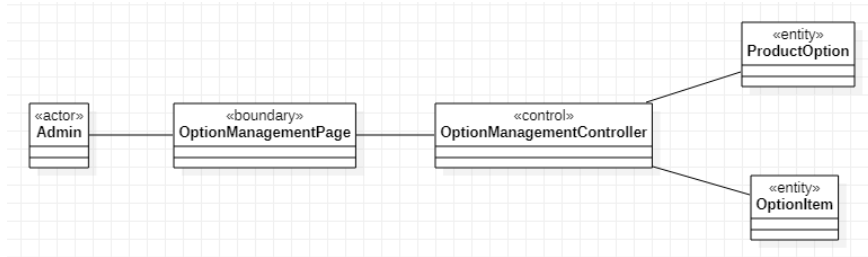 «actor»
Admin
«boundary»
OptionManagementPage
«control»
OptionManagementController
«entity»
ProductOption
«entity»
OptionItem